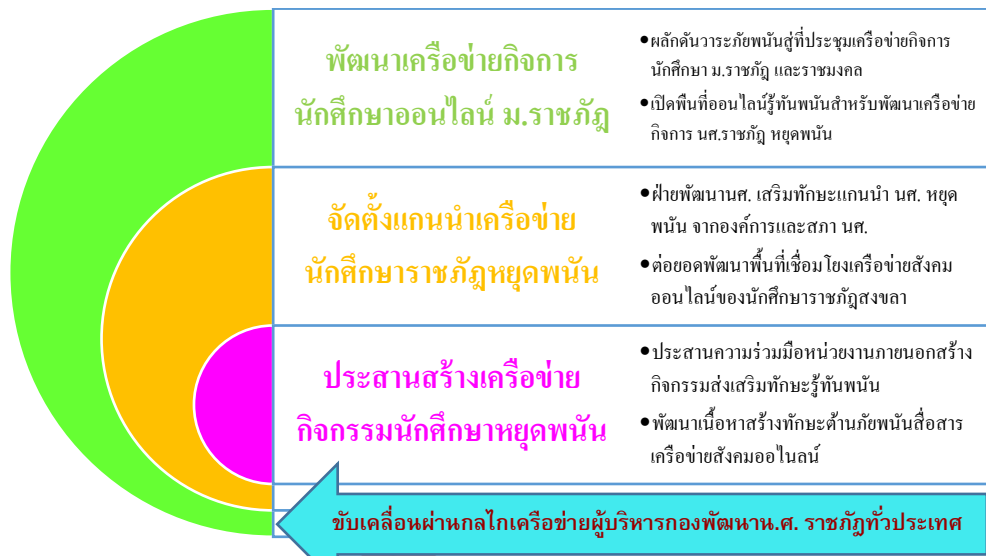 พัฒนาเครือข่ายกิจการ
นักศึกษาออนไลน์ ม.ราชภัฎ
•ผลักดันวาระภัยพนันสู่ที่ประชุมเครือข่ายกิจการ
นักศึกษา ม.ราชภัฎ และราชมงคล
•เปิดพืนที่ออนไลน์รู้ทันพนันสำหรับพัฒนาเครือข่าย
กิจการ นศ.ราชภัฎ หยุดพนัน
จัดตั้งแกนนำเครือข่าย
นักศึกษาราชภัฎหยุดพนัน
•ฝ่ายพัฒนานศ. เสริมทักษะแกนนำ นศ. หยุด
พนัน จากองค์การและสภา นศ.
•ต่อยอดพัฒนาพื้นที่เชื่อมโยงเครือข่ายสังคม
ออนไลน์ของนักศึกษาราชภัฎสงขลา
ประสานสร้างเครือข่าย
กิจกรรมนักศึกษาหยุดพนัน
•ประสานความร่วมมือหน่วยงานภายนอกสร้าง
กิจกรรมส่งเสริมทักษะรู้ทันพนัน
•พัฒนาเนื้อหาสร้างทักษะต้านภัยพนันสื่อสาร
เครือข่ายสังคมออไนลน์
ขับเคลื่อนผ่านกลไกเครือข่ายผู้บริหารกองพัฒนาน.ศ. ราชภัฎทั่วประเทศ